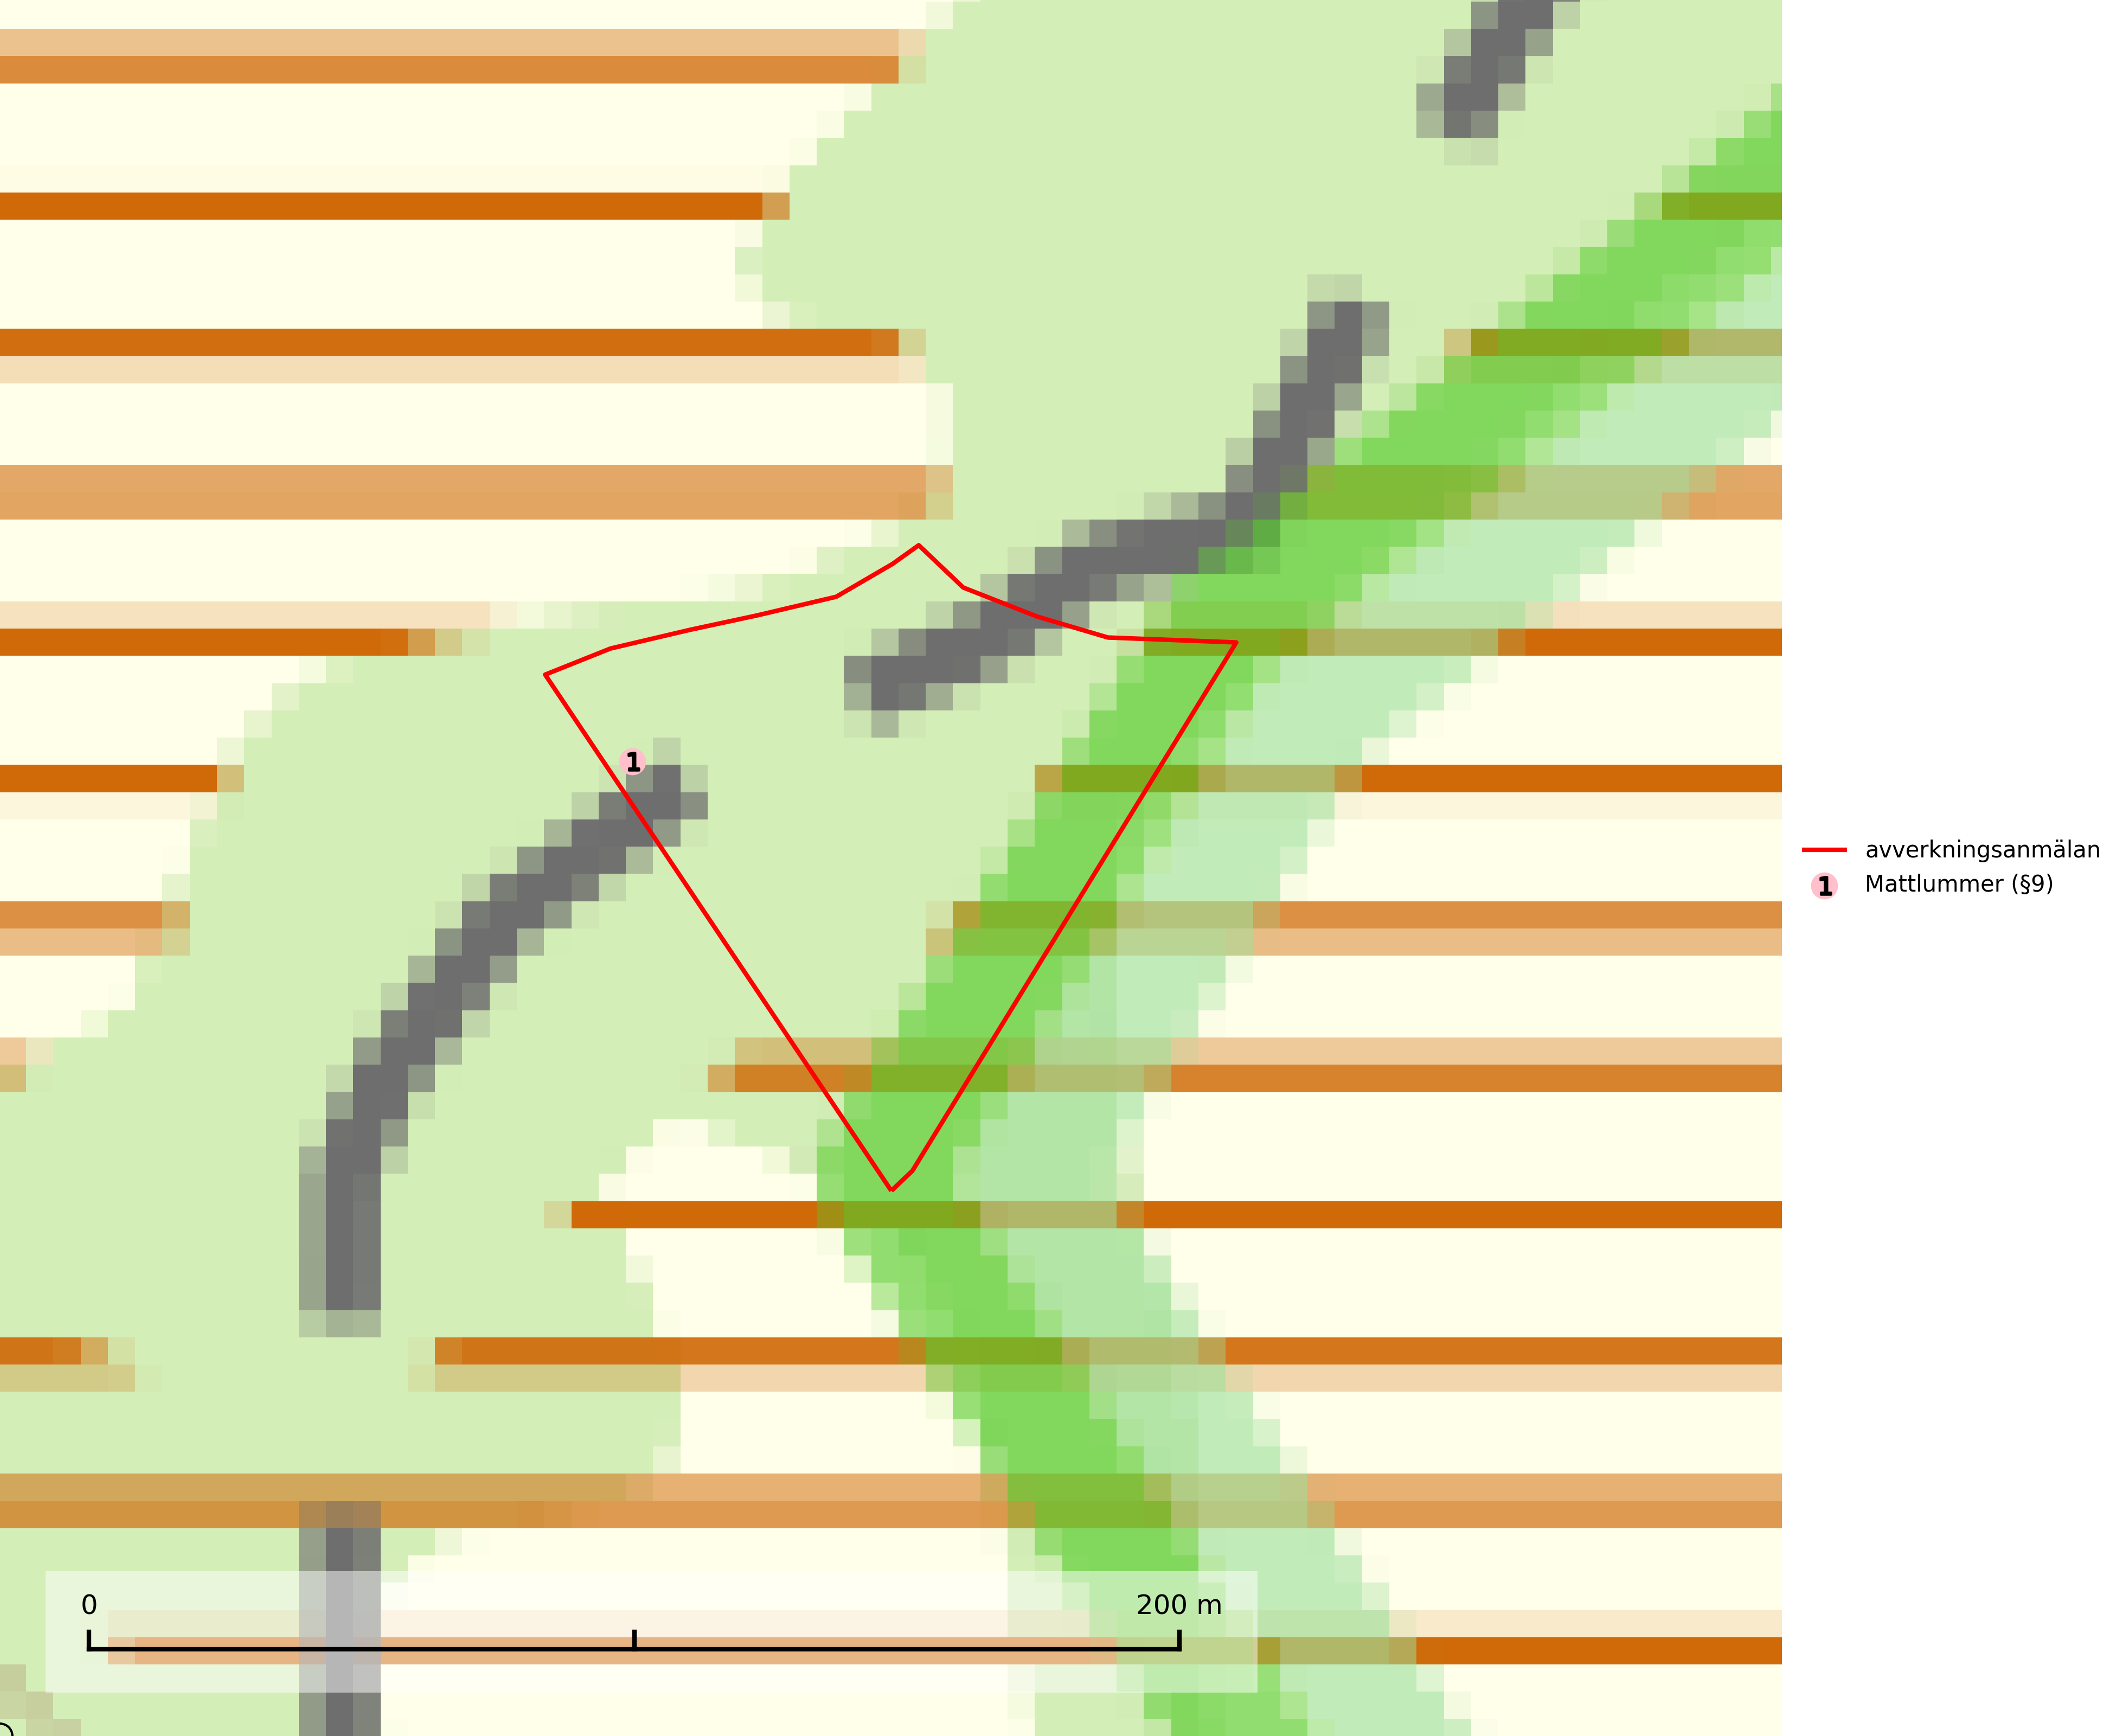 1
avverkningsanmälan
1 Mattlummer (§9)
0 200 m